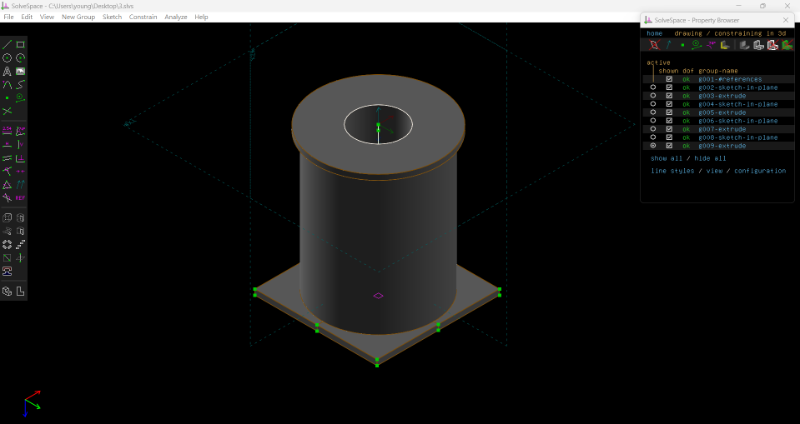 SolveSpace - C:\Users\young\Desktop\3.slvs
File Edit View New Group Sketch Constrain Analyze Help
SolveSpace - Property Browser
home drawing / constraining in 3d
active
shown dof group-name
ok g001-#references
ok g002-sketch-in-plane
ok g003-extrude
ok g004-sketch-in-plane
ok g005-extrude
ok g006-sketch-in-plane
ok g007-extrude
ok g008-sketch-in-plane
ok g009-extrude
show all / hide all
line styles / view / configuration